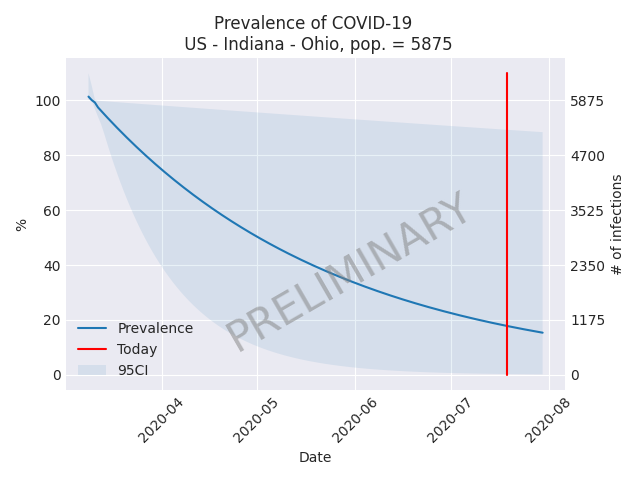 Prevalence of COVID-19
US - Indiana - Ohio, pop. = 5875
%
100
80
60
40
20
0
5875
4700
3525
2350
1175
0
# of infections
PRELIMINARY
Prevalence
Today
95CI
2020-04
2020-05
2020-06
2020-07
2020-08
Date